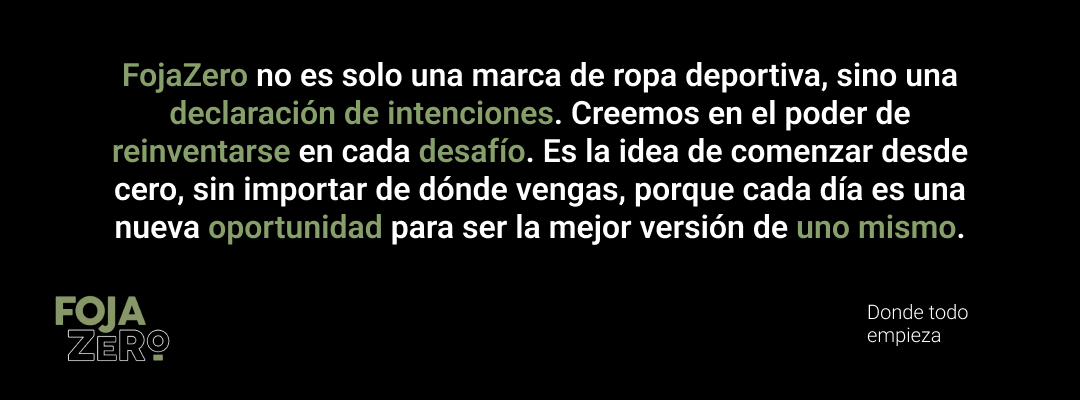 FojaZero no es solo una marca de ropa deportiva, sino una
declaración de intenciones. Creemos en el poder de
reinventarse en cada desafío. Es la idea de comenzar desde
cero, sin importar de dónde vengas, porque cada día es una
nueva oportunidad para ser la mejor versión de uno mismo.
FOJA
ZERO
Donde todo
empieza